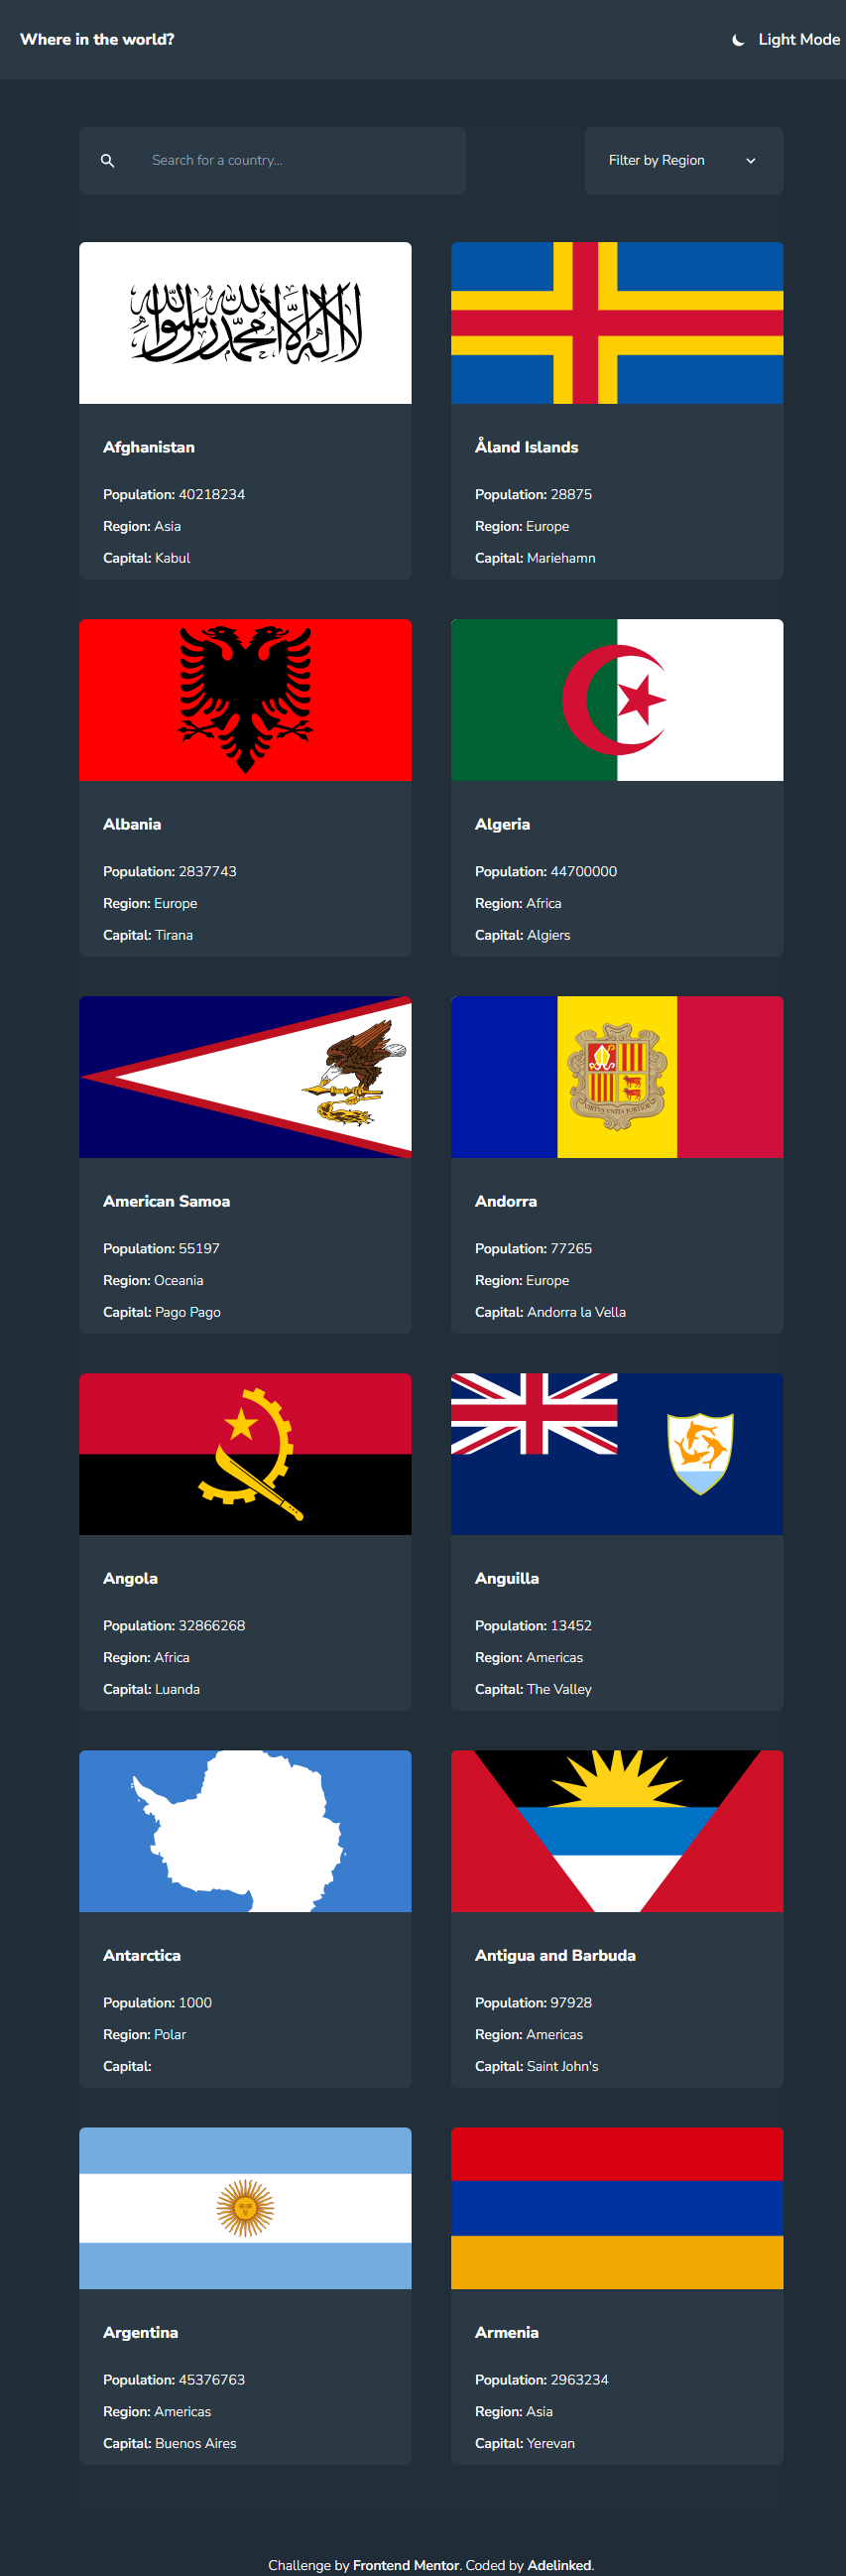 Where in the world?
Light Mode
Search for a country...
Filter by Region
لا إله إلا الله محمد رسول الله
Afghanistan
Population: 40218234
Region: Asia
Capital: Kabul
Åland Islands
Population: 28875
Region: Europe
Capital: Mariehamn
Albania
Population: 2837743
Region: Europe
Capital: Tirana
Algeria
Population: 44700000
Region: Africa
Capital: Algiers
American Samoa
Population: 55197
Region: Oceania
Capital: Pago Pago
VIRTVS VNITA FORTIOR
Andorra
Population: 77265
Region: Europe
Capital: Andorra la Vella
Angola
Population: 32866268
Region: Africa
Capital: Luanda
Anguilla
Population: 13452
Region: Americas
Capital: The Valley
Antarctica
Population: 1000
Region: Polar
Capital:
Antigua and Barbuda
Population: 97928
Region: Americas
Capital: Saint John's
Argentina
Population: 45376763
Region: Americas
Capital: Buenos Aires
Armenia
Population: 2963234
Region: Asia
Capital: Yerevan
Challenge by Frontend Mentor. Coded by Adelinked.